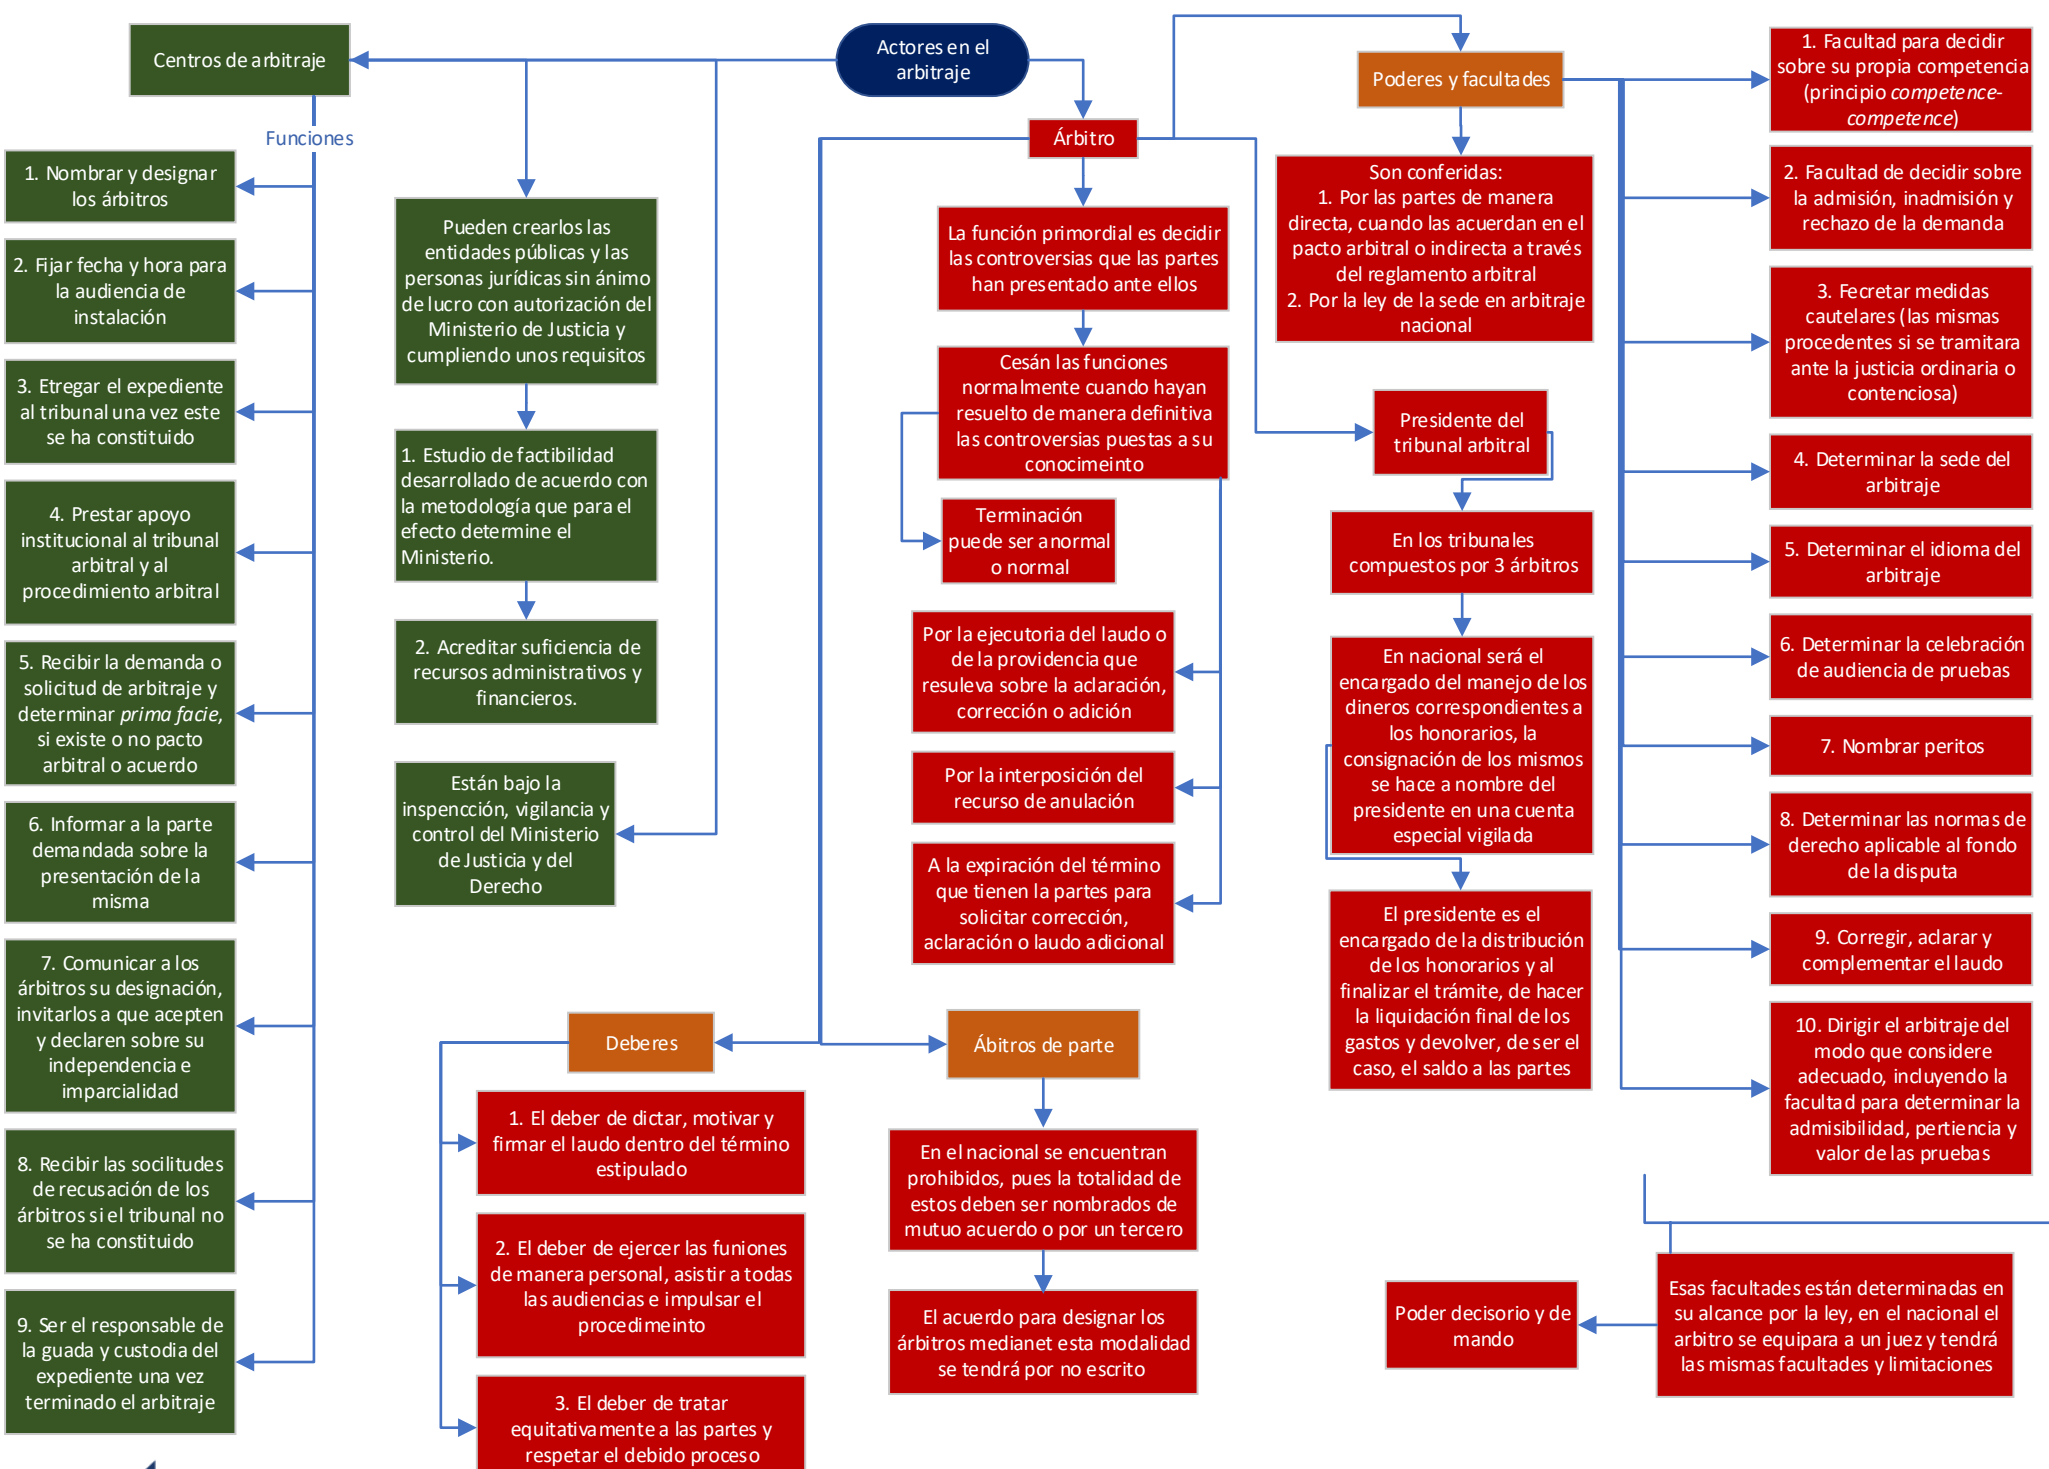 Actores en el
arbitraje
Centros de arbitraje
Funciones
1. Nombrar y designar
los árbitros
2. Fijar fecha y hora para
la audiencia de
instalación
3. Etregar el expediente
al tribunal una vez este
se ha constituido
4. Prestar apoyo
institucional al tribunal
arbitral y al
procedimiento arbitral
5. Recibir la demanda o
solicitud de arbitraje y
determinar prima facie,
si existe o no pacto
arbitral o acuerdo
6. Informar a la parte
demandada sobre la
presentación de la
misma
7. Comunicar a los
árbitros su designación,
invitarlos a que acepten
y declaren sobre su
independencia e
imparcialidad
8. Recibir las socilitudes
de recusación de los
árbitros si el tribunal no
se ha constituido
9. Ser el responsable de
la guada y custodia del
expediente una vez
terminado el arbitraje
Pueden crearlos las
entidades públicas y las
personas jurídicas sin ánimo
de lucro con autorización del
Ministerio de Justicia y
cumpliendo unos requisitos
1. Estudio de factibilidad
desarrollado de acuerdo con
la metodología que para el
efecto determine el
Ministerio.
2. Acreditar suficiencia de
recursos administrativos y
financieros.
Están bajo la
inspencción, vigilancia y
control del Ministerio
de Justicia y del
Derecho
Árbitro
La función primordial es decidir
las controversias que las partes
han presentado ante ellos
Cesán las funciones
normalmente cuando hayan
resuelto de manera definitiva
las controversias puestas a su
conocimeinto
Terminación
puede ser anormal
o normal
Por la ejecutoria del laudo o
de la providencia que
resuleva sobre la aclaración,
corrección o adición
Por la interposición del
recurso de anulación
A la expiración del término
que tienen la partes para
solicitar corrección,
aclaración o laudo adicional
Deberes
1. El deber de dictar, motivar y
firmar el laudo dentro del término
estipulado
2. El deber de ejercer las funiones
de manera personal, asistir a todas
las audiencias e impulsar el
procedimeinto
3. El deber de tratar
equitativamente a las partes y
respetar el debido proceso
Ábitros de parte
En el nacional se encuentran
prohibidos, pues la totalidad de
estos deben ser nombrados de
mutuo acuerdo o por un tercero
El acuerdo para designar los
árbitros medianet esta modalidad
se tendrá por no escrito
Poderes y facultades
Son conferidas:
1. Por las partes de manera
directa, cuando las acuerdan en el
pacto arbitral o indirecta a través
del reglamento arbitral
2. Por la ley de la sede en arbitraje
nacional
Presidente del
tribunal arbitral
En los tribunales
compuestos por 3 árbitros
En nacional será el
encargado del manejo de los
dineros correspondientes a
los honorarios, la
consignación de los mismos
se hace a nombre del
presidente en una cuenta
especial vigilada
El presidente es el
encargado de la distribución
de los honorarios y al
finalizar el trámite, de hacer
la liquidación final de los
gastos y devolver, de ser el
caso, el saldo a las partes
1. Facultad para decidir
sobre su propia competencia
(principio competence-
competence)
2. Facultad de decidir sobre
la admisión, inadmisión y
rechazo de la demanda
3. Fecretar medidas
cautelares (las mismas
procedentes si se tramitara
ante la justicia ordinaria o
contenciosa)
4. Determinar la sede del
arbitraje
5. Determinar el idioma del
arbitraje
6. Determinar la celebración
de audiencia de pruebas
7. Nombrar peritos
8. Determinar las normas de
derecho aplicable al fondo
de la disputa
9. Corregir, aclarar y
complementar el laudo
10. Dirigir el arbitraje del
modo que considere
adecuado, incluyendo la
facultad para determinar la
admisibilidad, pertiencia y
valor de las pruebas
Esas facultades están determinadas en
su alcance por la ley, en el nacional el
arbitro se equipara a un juez y tendrá
las mismas facultades y limitaciones
Poder decisorio y de
mando